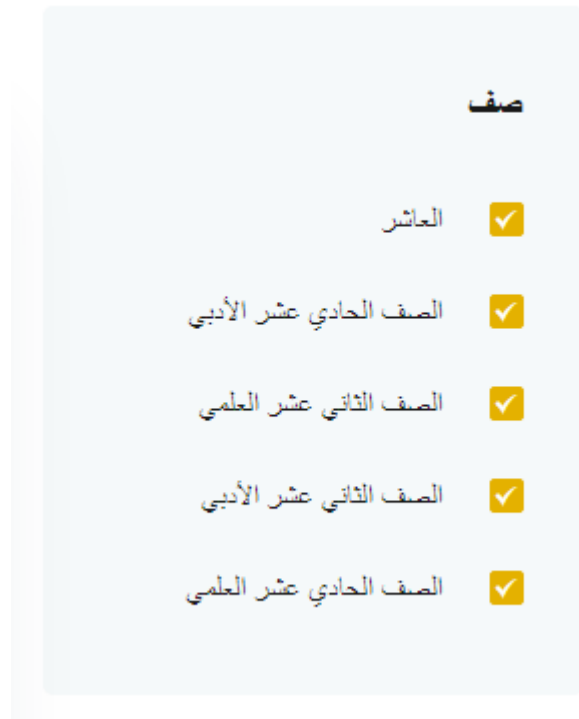 صف
العاشر
الصف الحادي عشر الأدبي
الصف الثاني عشر العلمي
الصف الثاني عشر الأدبي
الصف الحادي عشر العلمي